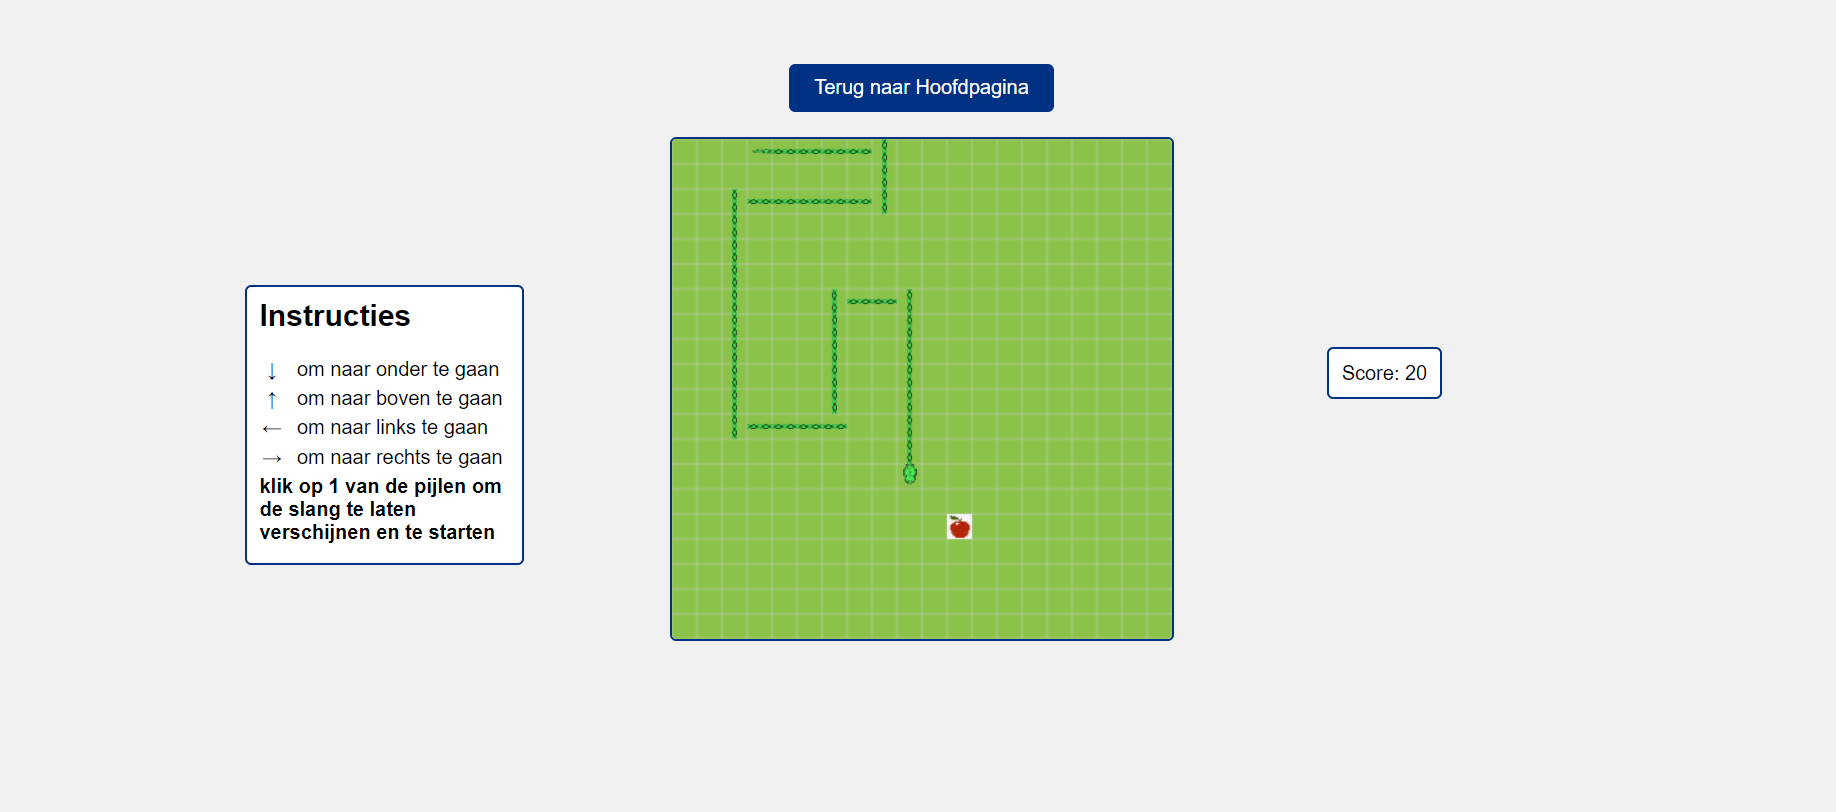 Terug naar Hoofdpagina
Instructies
↓ om naar onder te gaan
↑ om naar boven te gaan
← om naar links te gaan
→ om naar rechts te gaan
klik op 1 van de pijlen om
de slang te laten
verschijnen en te starten
Score: 20